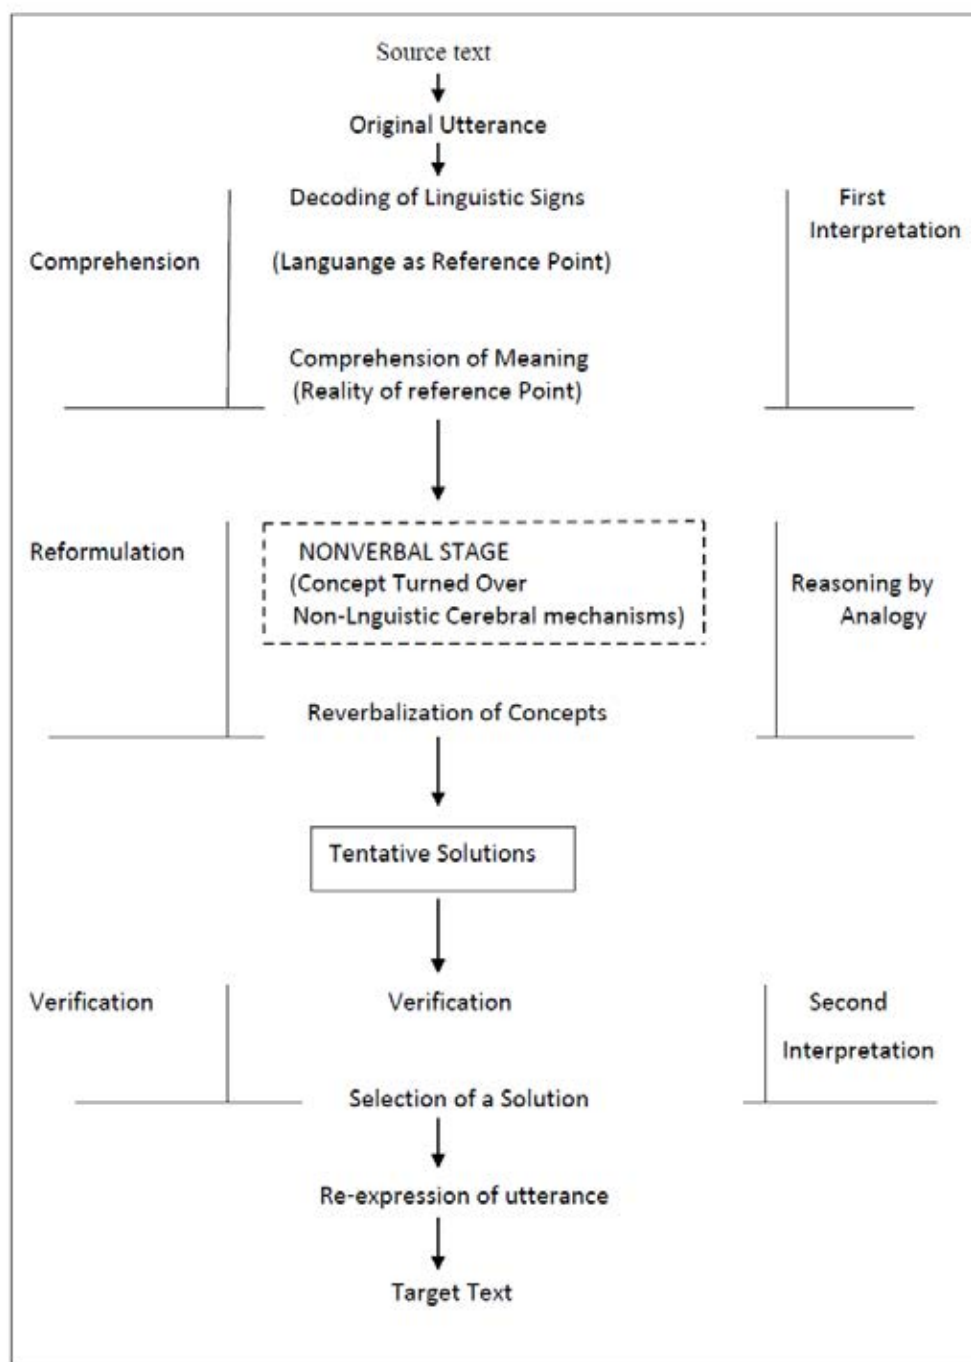 Source text
Original Utterance
Decoding of Linguistic Signs
First
Interpretation
Comprehension
(Languange as Reference Point)
Comprehension of Meaning
(Reality of reference Point)
Reformulation
NONVERBAL STAGE
(Concept Turned Over
Non-Lnguistic Cerebral mechanisms)
Reasoning by
Analogy
Reverbalization of Concepts
Tentative Solutions
Verification
Verification
Second
Interpretation
Selection of a Solution
Re-expression of utterance
Target Text